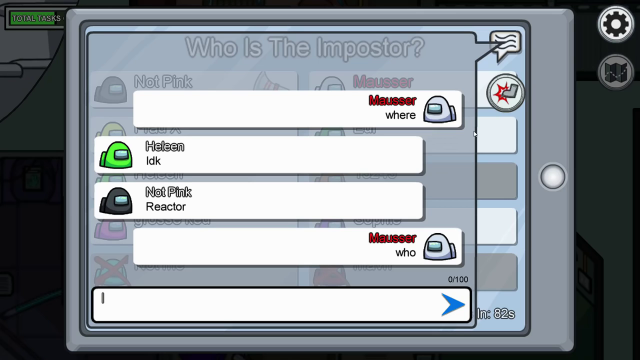 TOTAL TASKS
Who Is The Impostor?
Not Pink
Mausser
Mausser
where
Heleen
Idk
Not Pink
Reactor
Mausser
who
0/100
In: 82s